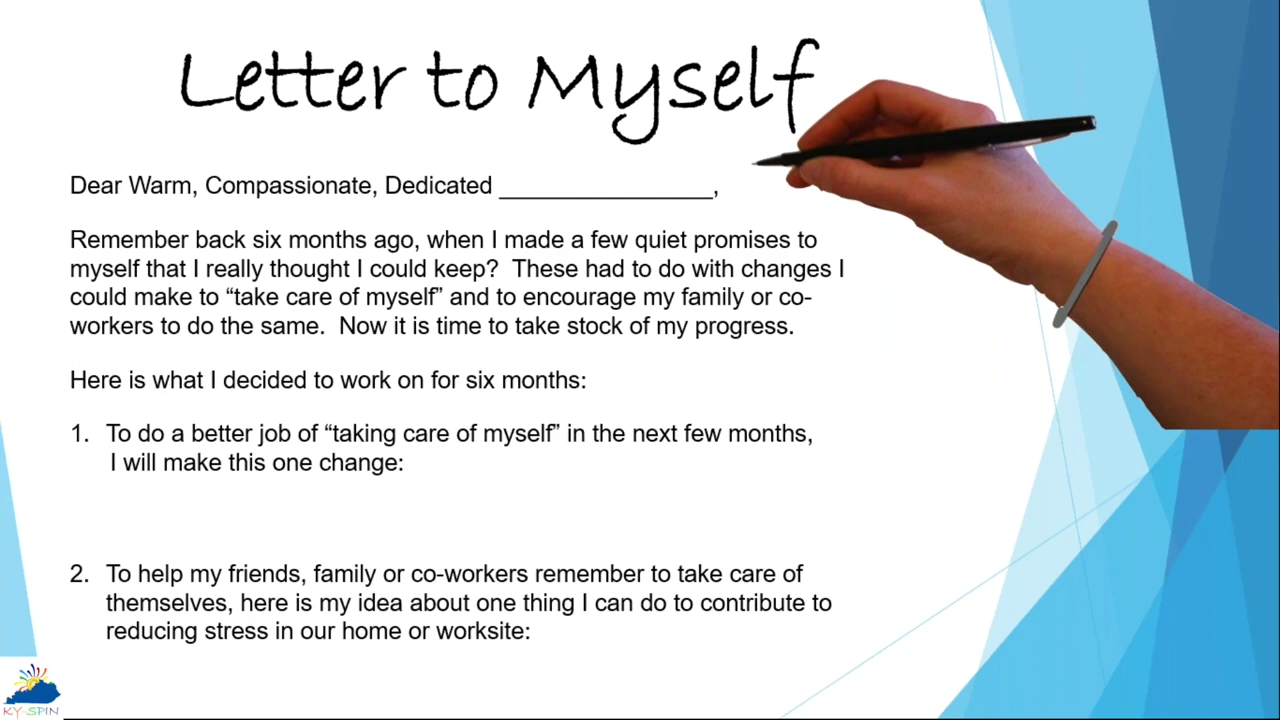 Letter to Myself
Dear Warm, Compassionate, Dedicated ________________,
Remember back six months ago, when I made a few quiet promises to
myself that I really thought I could keep?  These had to do with changes I
could make to “take care of myself” and to encourage my family or co-
workers to do the same.  Now it is time to take stock of my progress.
Here is what I decided to work on for six months:
1. To do a better job of “taking care of myself” in the next few months,
I will make this one change:
2. To help my friends, family or co-workers remember to take care of
themselves, here is my idea about one thing I can do to contribute to
reducing stress in our home or worksite:
KY-SPIN